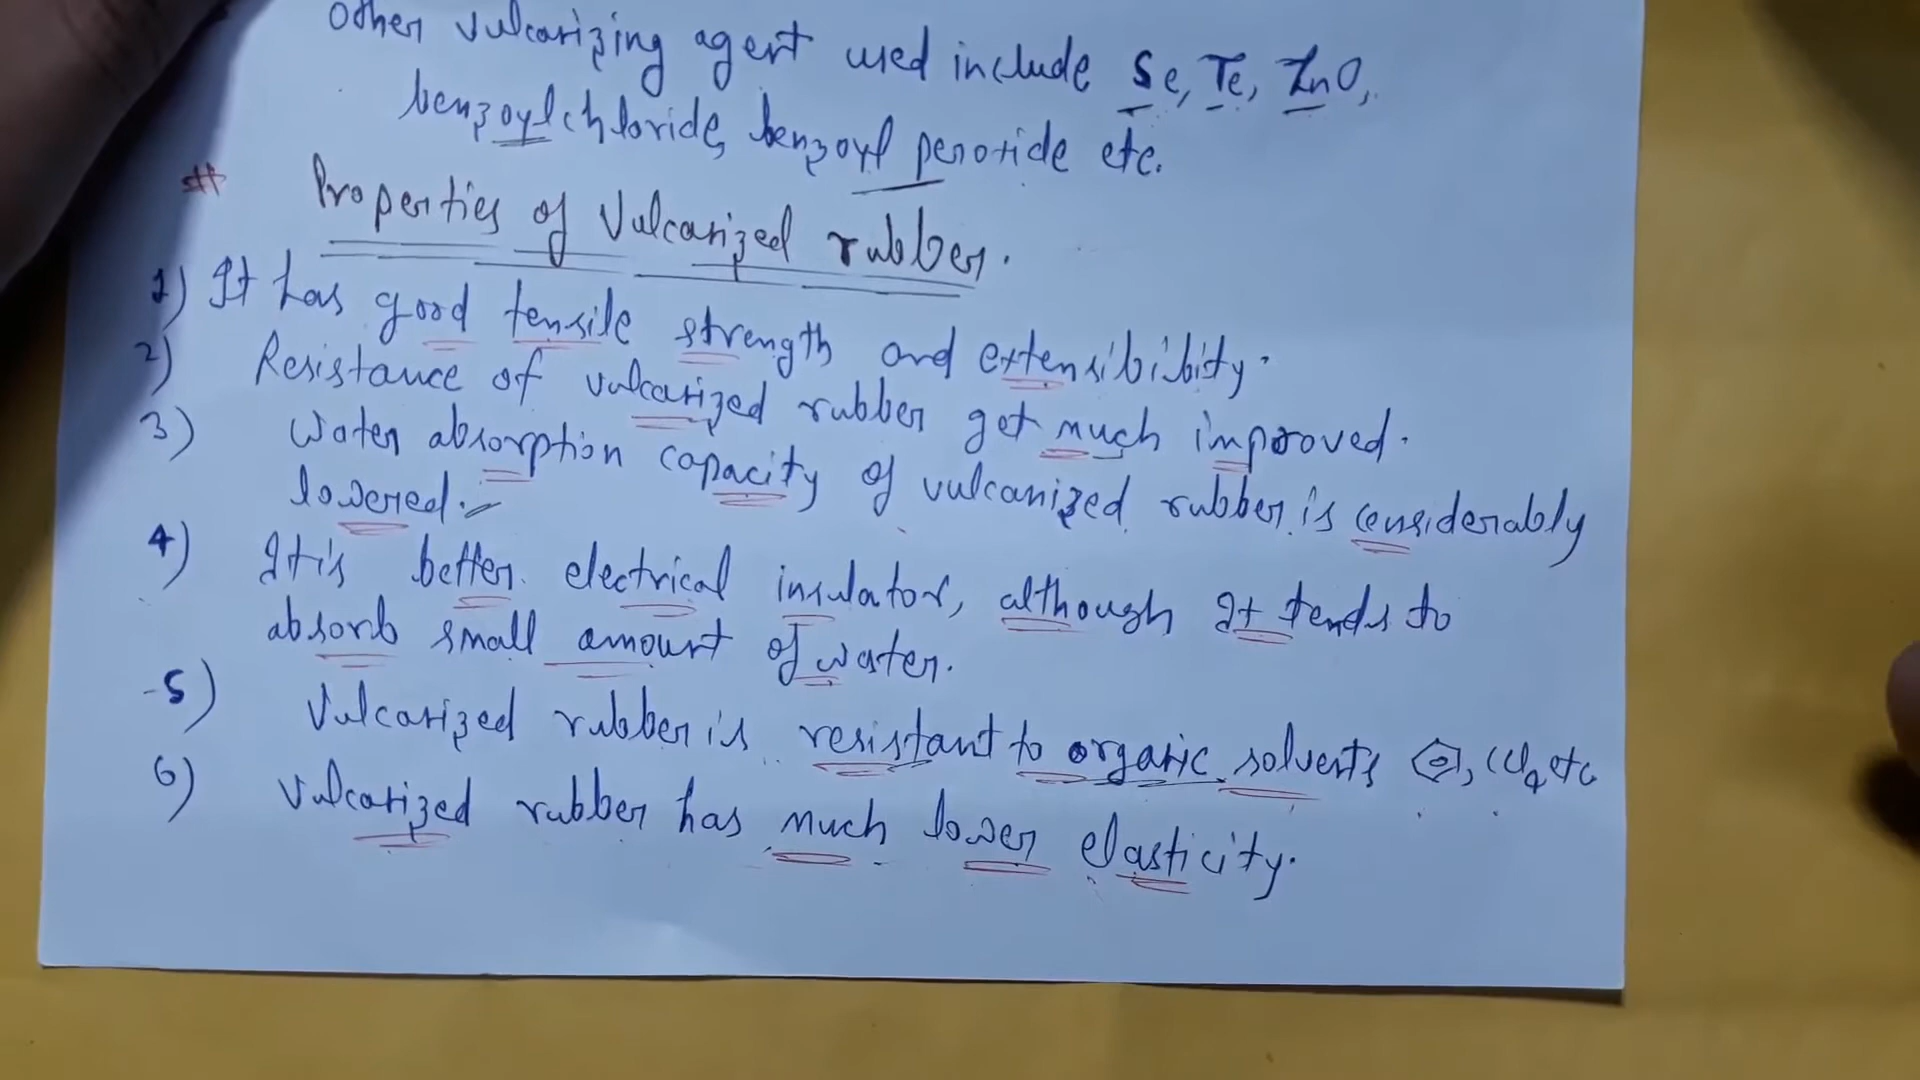 Other vulcanizing agent used include Se, Te, ZnO,
benzoylchloride, benzoyl peroxide etc.
# Properties of Vulcanized rubber.
1) It has good tensile strength and extensibibity.
2) Resistance of vulcanized rubber get much improved.
3) Water absorption capacity of vulcanized rubber is considerably
lowered.
4) It is better electrical insulator, although It tends to
absorb small amount of water.
5) Vulcanized rubber is resistant to organic solvents ⌬, CCl4 etc
6) Vulcanized rubber has much lower elasticity.